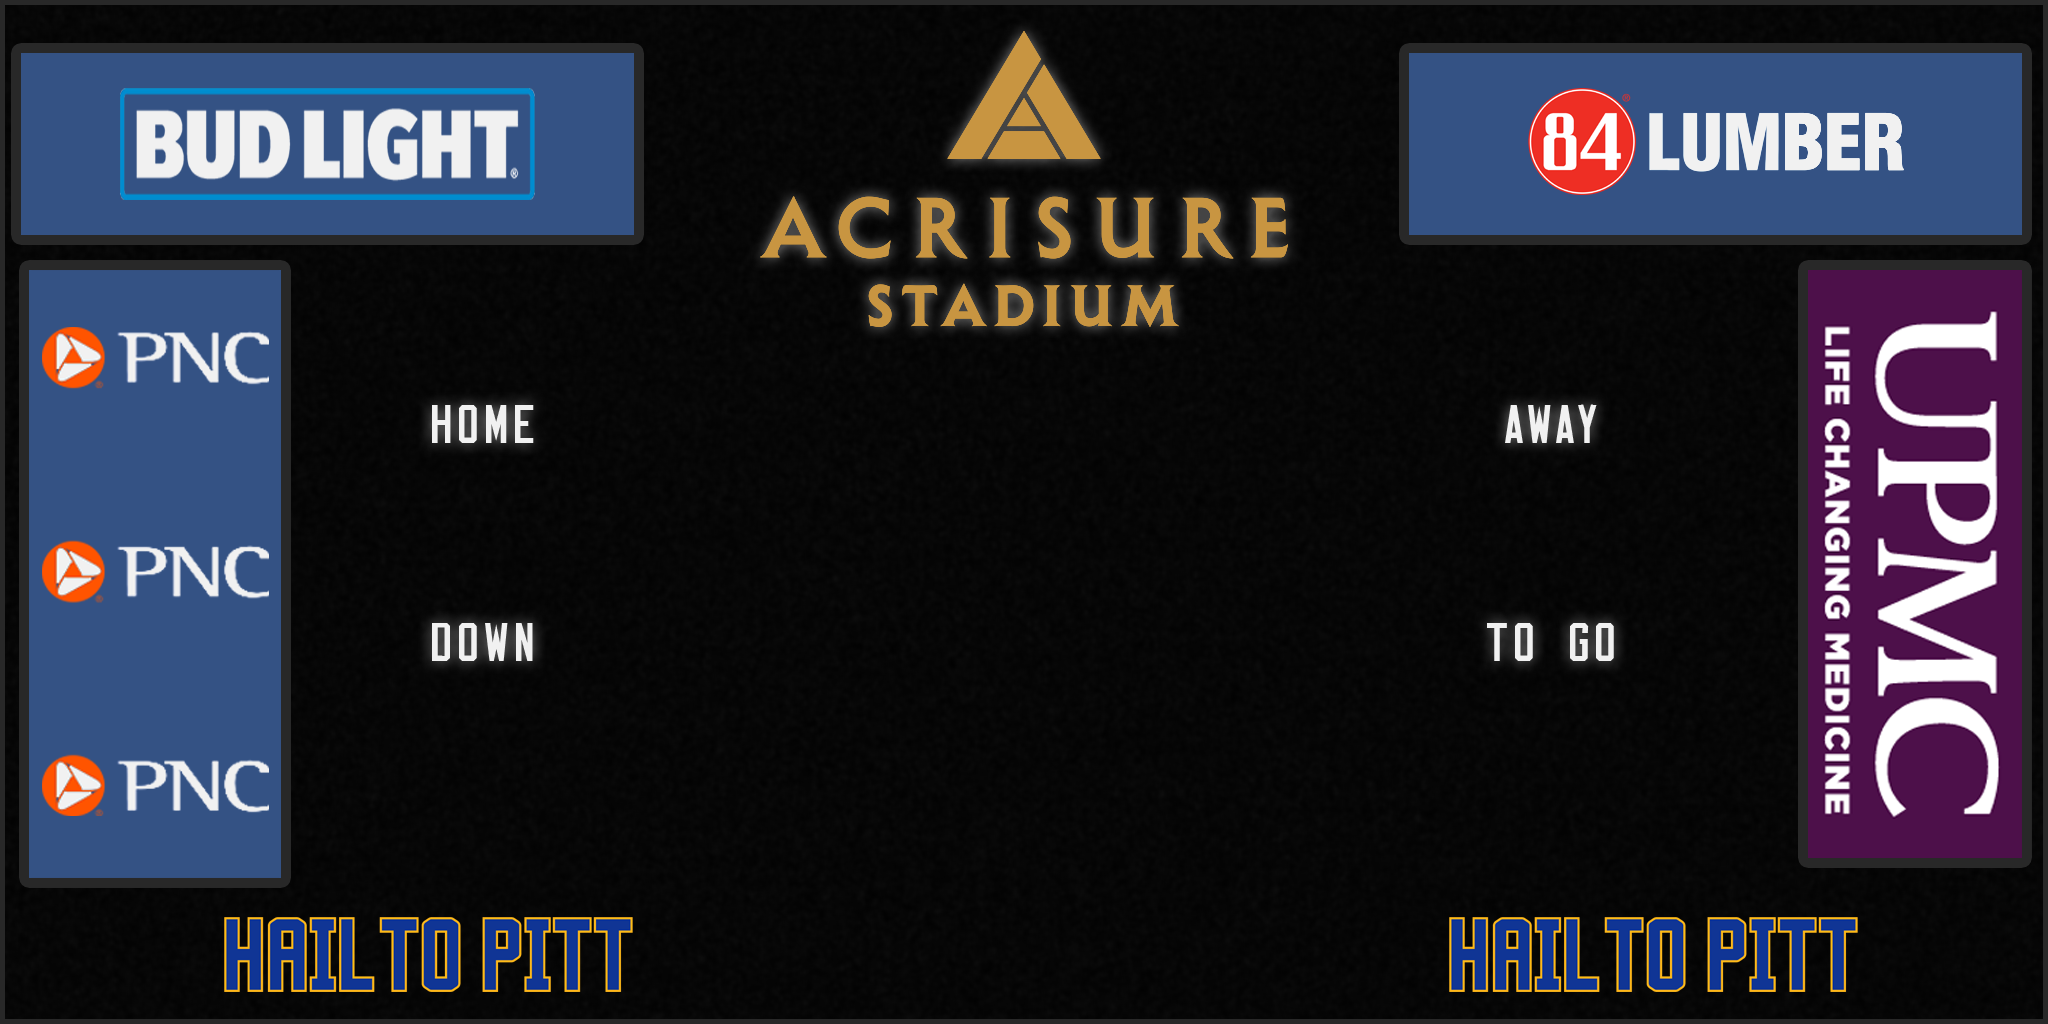 BUD LIGHT®
ACRISURE
STADIUM
84 LUMBER®
PNC®
PNC®
PNC®
HOME
AWAY
DOWN
TO GO
UPMC
LIFE CHANGING MEDICINE
HAIL TO PITT
HAIL TO PITT